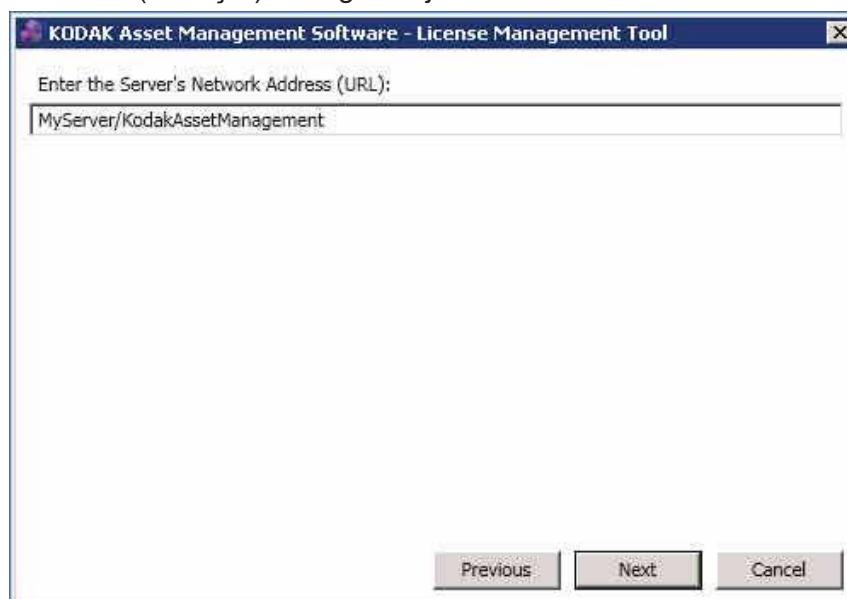 KODAK Asset Management Software - License Management Tool
Enter the Server's Network Address (URL):
MyServer/KodakAssetManagement
Previous Next Cancel